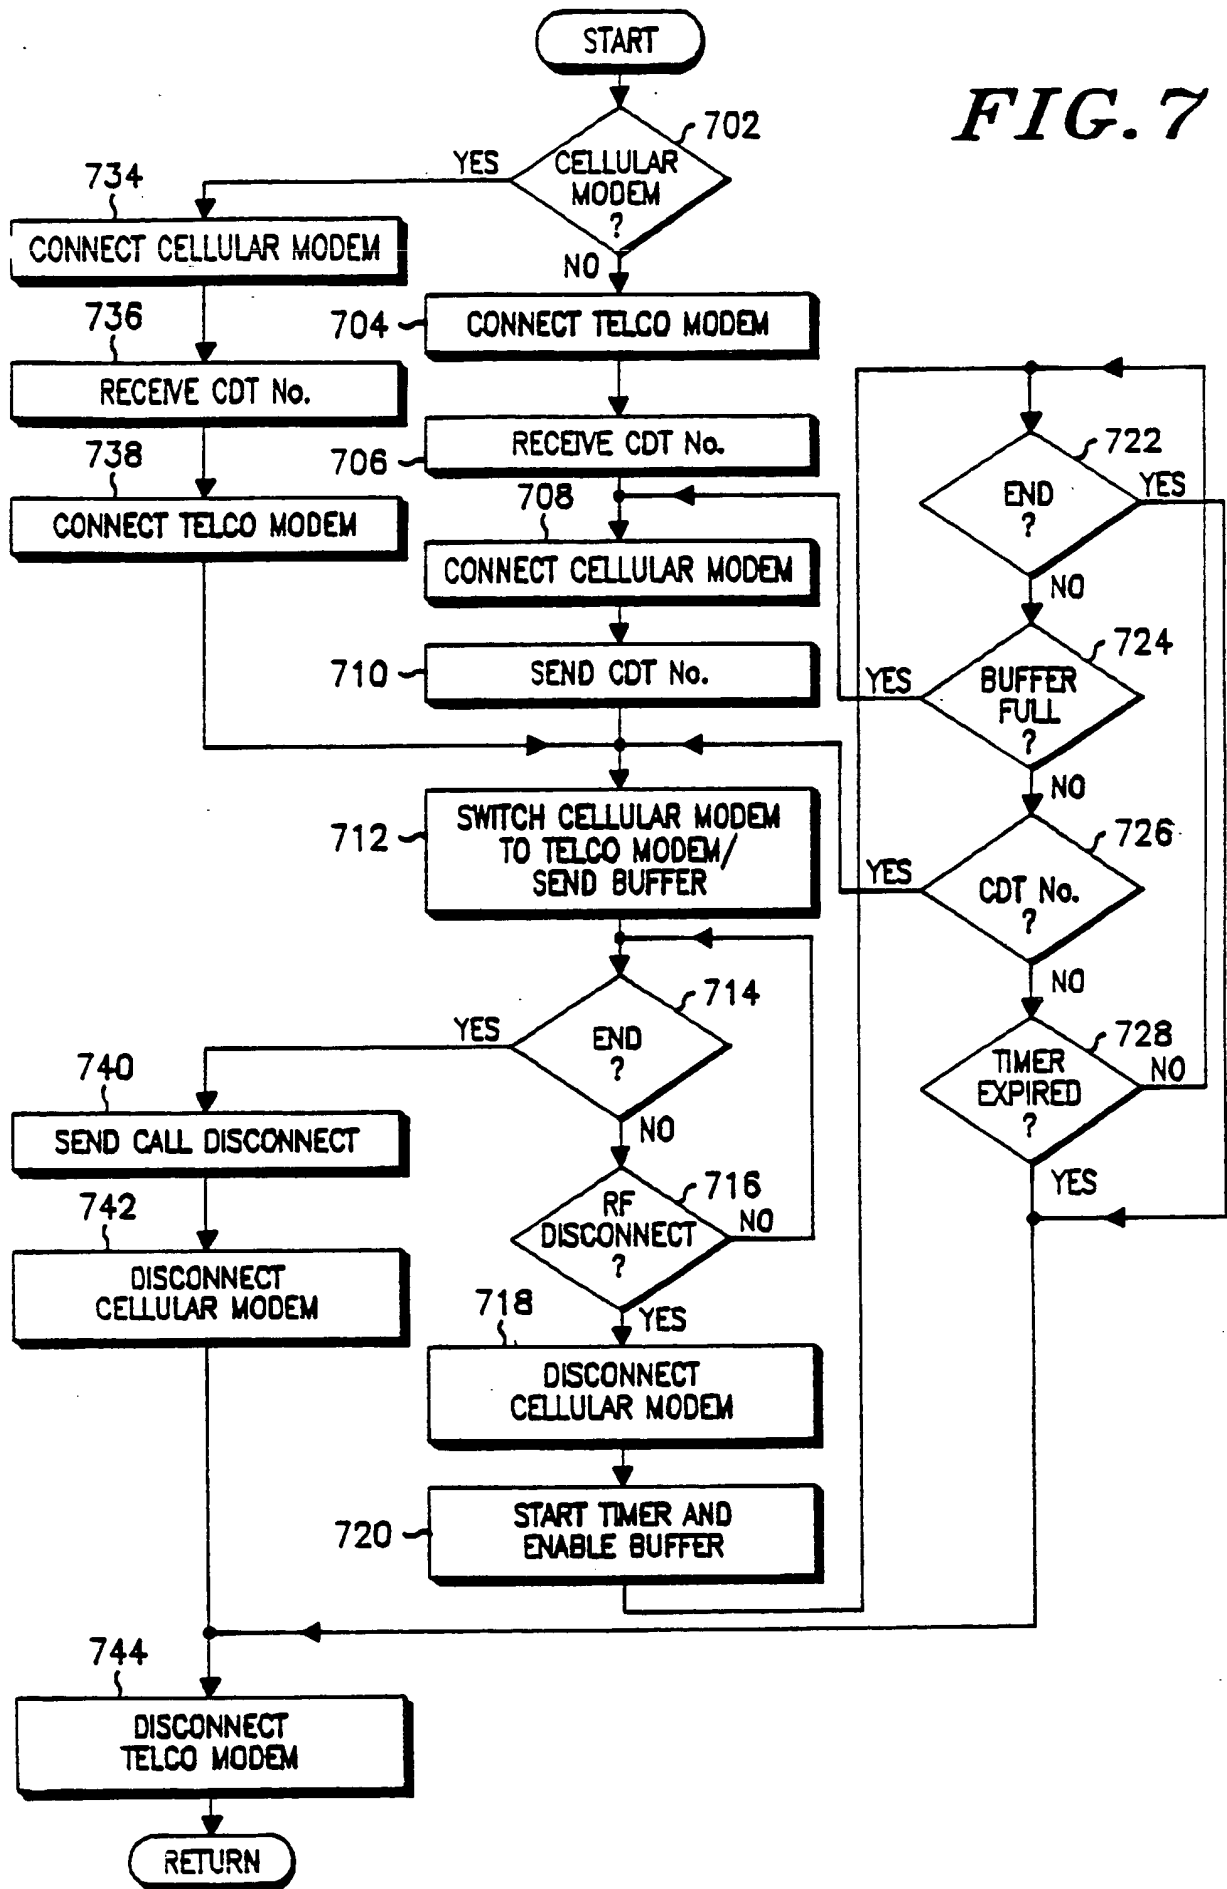 START
FIG. 7
702
CELLULAR
MODEM
?
YES
NO
734
CONNECT CELLULAR MODEM
704
CONNECT TELCO MODEM
736
RECEIVE CDT No.
706
RECEIVE CDT No.
738
CONNECT TELCO MODEM
708
CONNECT CELLULAR MODEM
710
SEND CDT No.
712
SWITCH CELLULAR MODEM
TO TELCO MODEM/
SEND BUFFER
714
END
?
YES
NO
716
RF
DISCONNECT
?
NO
YES
718
DISCONNECT
CELLULAR MODEM
720
START TIMER AND
ENABLE BUFFER
722
END
?
YES
NO
724
BUFFER
FULL
?
YES
NO
726
CDT No.
?
YES
NO
728
TIMER
EXPIRED
?
NO
YES
740
SEND CALL DISCONNECT
742
DISCONNECT
CELLULAR MODEM
744
DISCONNECT
TELCO MODEM
RETURN